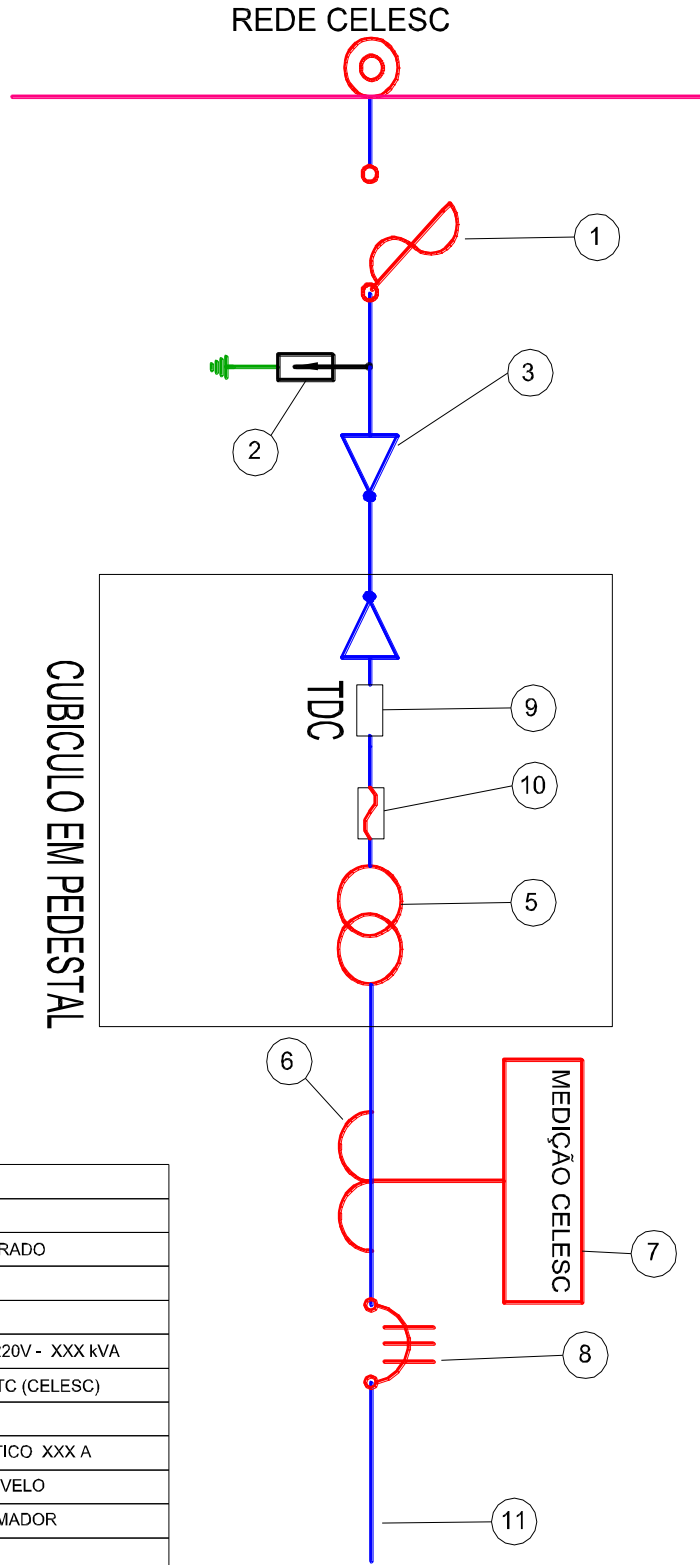 REDE CELESC
1
3
2
TDC
9
10
CUBICULO EM PEDESTAL
5
6
MEDIÇÃO CELESC
7
8
RADO
20V - XXX kVA
TC (CELESC)
TICO XXX A
VELO
MADOR
11